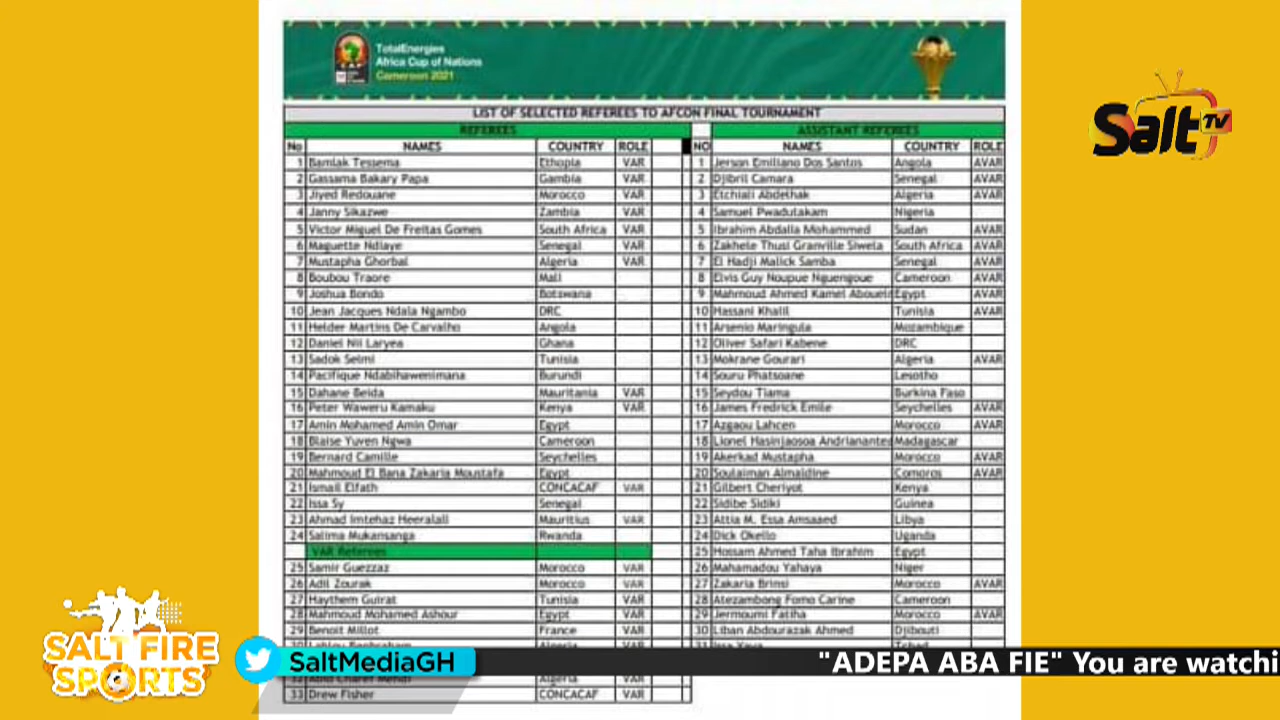 TotalEnergies
Africa Cup of Nations
Cameroon 2021
LIST OF SELECTED REFEREES TO AFCON FINAL TOURNAMENT
REFEREES ASSISTANT REFEREES
No NAMES COUNTRY ROLE NO NAMES COUNTRY ROLE
1 Bamlak Tessema Ethopia VAR 1 Jerson Emiliano Dos Santos Angola AVAR
2 Gassama Bakary Papa Gambia VAR 2 Djibril Camara Senegal AVAR
3 Jiyed Redouane Morocco VAR 3 Etchiali Abdelhak Algeria AVAR
4 Janny Sikazwe Zambia VAR 4 Samuel Pwadutakam Nigeria
5 Victor Miguel De Freitas Gomes South Africa VAR 5 Ibrahim Abdalla Mohammed Sudan AVAR
6 Maguette Ndiaye Senegal VAR 6 Zakhele Thusi Granville Siwela South Africa AVAR
7 Mustapha Ghorbal Algeria VAR 7 El Hadji Malick Samba Senegal AVAR
8 Boubou Traore Mali 8 Elvis Guy Noupue Nguengoue Cameroon AVAR
9 Joshua Bondo Botswana 9 Mahmoud Ahmed Kamel Egypt AVAR
10 Jean Jacques Ndala Ngambo DRC 10 Hassani Khalil Tunisia AVAR
11 Helder Martins De Carvalho Angola 11 Arsenio Maringula Mozambique
12 Daniel Nii Laryea Ghana 12 Oliver Safari Kabene DRC
13 Sadok Selmi Tunisia 13 Mokrane Gourari Algeria AVAR
14 Pacifique Ndabihawenimana Burundi 14 Souru Phatsoane Lesotho
15 Dahane Beida Mauritania VAR 15 Seydou Tiama Burkina Faso
16 Peter Waweru Kamaku Kenya VAR 16 James Fredrick Emile Seychelles AVAR
17 Amin Mohamed Amin Omar Egypt 17 Azgaou Lahcen Morocco AVAR
18 Blaise Yuven Ngwa Cameroon 18 Lionel Hasinjaosoa Madagascar
19 Bernard Camille Seychelles 19 Akerkad Mustapha Morocco AVAR
20 Mahmoud El Bana Zakaria Moustafa Egypt 20 Soulaiman Almaldine Comoros AVAR
21 Ismail Elfath CONCACAF VAR 21 Gilbert Cheriyot Kenya
22 Issa Sy Senegal 22 Sidibe Sidiki Guinea
23 Ahmad Imtehaz Heeralall Mauritius VAR 23 Attia M. Essa Amsaaed Libya
24 Salima Mukansanga Rwanda 24 Dick Okello Uganda
VAR Referees 25 Hossam Ahmed Taha Ibrahim Egypt
25 Samir Guezzaz Morocco VAR 26 Mahamadou Yahaya Niger
26 Adil Zourak Morocco VAR 27 Zakaria Brinsi Morocco AVAR
27 Haythem Guirat Tunisia VAR 28 Atezambong Fomo Carine Cameroon
28 Mahmoud Mohamed Ashour Egypt VAR 29 Jermoumi Fatiha Morocco AVAR
29 Benoit Millot France VAR 30 Liban Abdourazak Ahmed Djibouti
33 Drew Fisher CONCACAF VAR
Salt TV
SALT FIRE
SPORTS
SaltMediaGH
"ADEPA ABA FIE" You are watchi